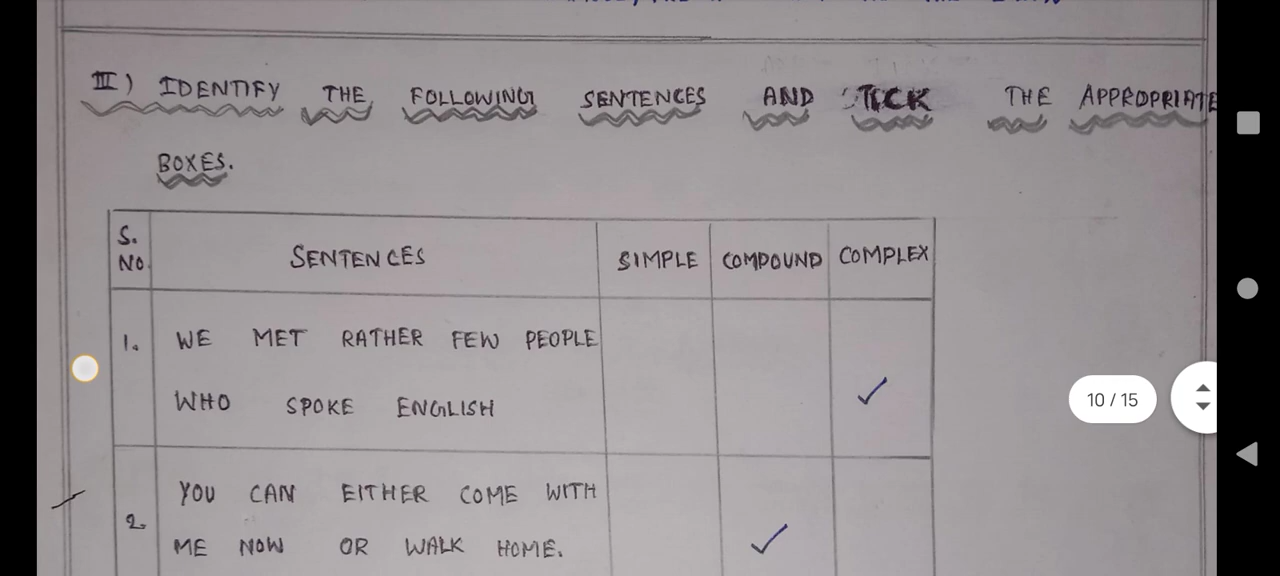 III) IDENTIFY THE FOLLOWING SENTENCES AND TICK THE APPROPRIATE
BOXES.
S. NO. SENTENCES SIMPLE COMPOUND COMPLEX
1. WE MET RATHER FEW PEOPLE
WHO SPOKE ENGLISH ✓
2. YOU CAN EITHER COME WITH
ME NOW OR WALK HOME. ✓
10 / 15